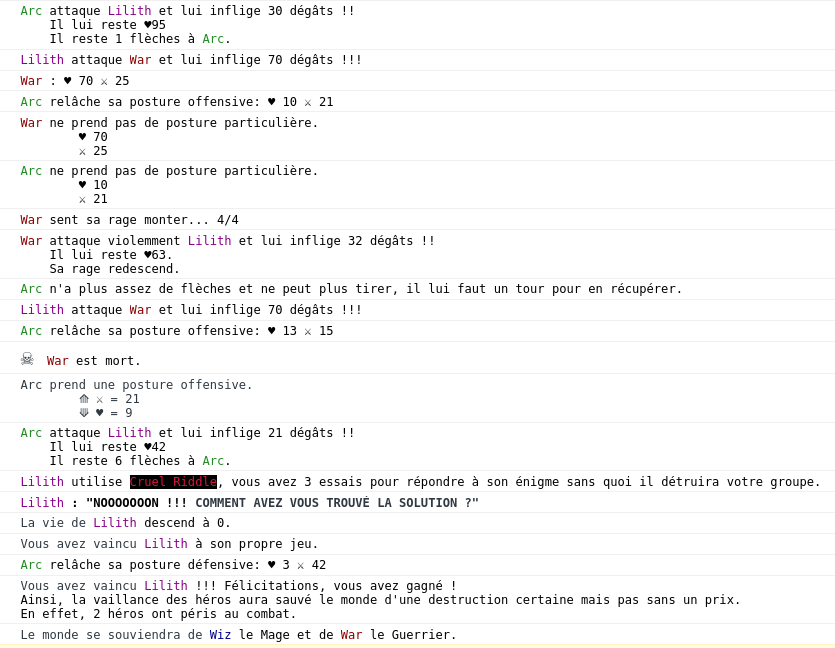 Arc attaque Lilith et lui inflige 30 dégâts !!
Il lui reste ♥95
Il reste 1 flèches à Arc.
Lilith attaque War et lui inflige 70 dégâts !!!
War : ♥ 70 ⚔ 25
Arc relâche sa posture offensive: ♥ 10 ⚔ 21
War ne prend pas de posture particulière.
♥ 70
⚔ 25
Arc ne prend pas de posture particulière.
♥ 10
⚔ 21
War sent sa rage monter... 4/4
War attaque violemment Lilith et lui inflige 32 dégâts !!
Il lui reste ♥63.
Sa rage redescend.
Arc n'a plus assez de flèches et ne peut plus tirer, il lui faut un tour pour en récupérer.
Lilith attaque War et lui inflige 70 dégâts !!!
Arc relâche sa posture offensive: ♥ 13 ⚔ 15
☠ War est mort.
Arc prend une posture offensive.
⟰ ⚔ = 21
⟱ ♥ = 9
Arc attaque Lilith et lui inflige 21 dégâts !!
Il lui reste ♥42
Il reste 6 flèches à Arc.
Lilith utilise Cruel Riddle, vous avez 3 essais pour répondre à son énigme sans quoi il détruira votre groupe.
Lilith : "NOOOOOOON !!! COMMENT AVEZ VOUS TROUVÉ LA SOLUTION ?"
La vie de Lilith descend à 0.
Vous avez vaincu Lilith à son propre jeu.
Arc relâche sa posture défensive: ♥ 3 ⚔ 42
Vous avez vaincu Lilith !!! Félicitations, vous avez gagné !
Ainsi, la vaillance des héros aura sauvé le monde d'une destruction certaine mais pas sans un prix.
En effet, 2 héros ont péris au combat.
Le monde se souviendra de Wiz le Mage et de War le Guerrier.